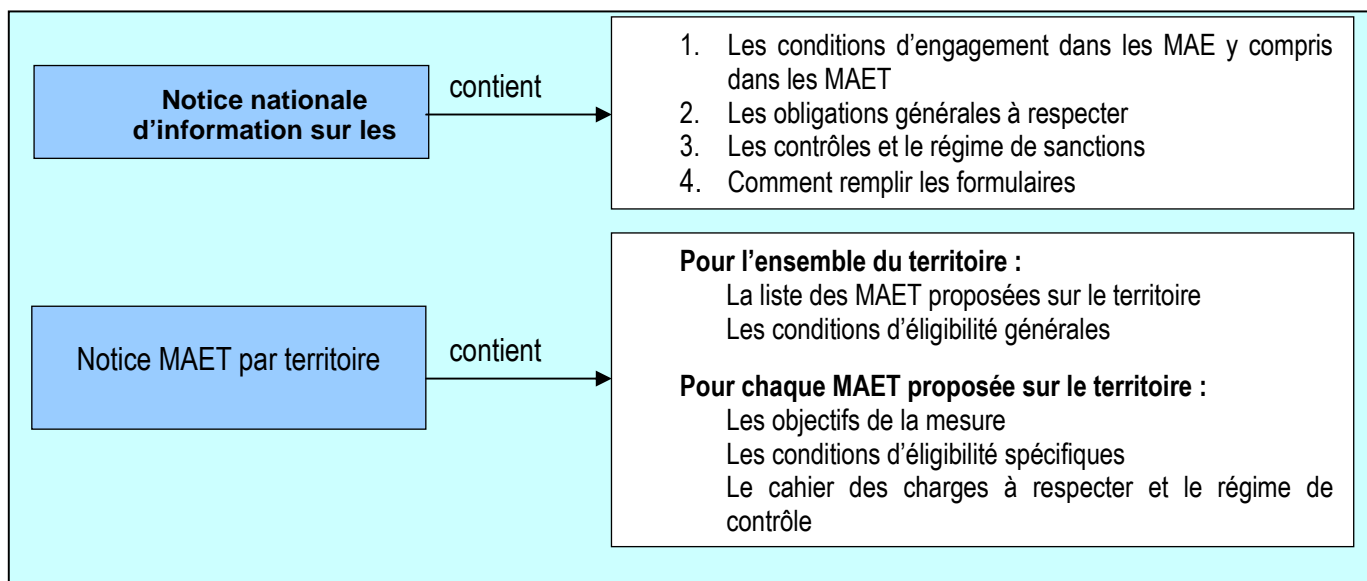 Notice nationale
d’information sur les
contient
1. Les conditions d’engagement dans les MAE y compris
dans les MAET
2. Les obligations générales à respecter
3. Les contrôles et le régime de sanctions
4. Comment remplir les formulaires
Notice MAET par territoire
contient
Pour l’ensemble du territoire :
La liste des MAET proposées sur le territoire
Les conditions d’éligibilité générales
Pour chaque MAET proposée sur le territoire :
Les objectifs de la mesure
Les conditions d’éligibilité spécifiques
Le cahier des charges à respecter et le régime de
contrôle